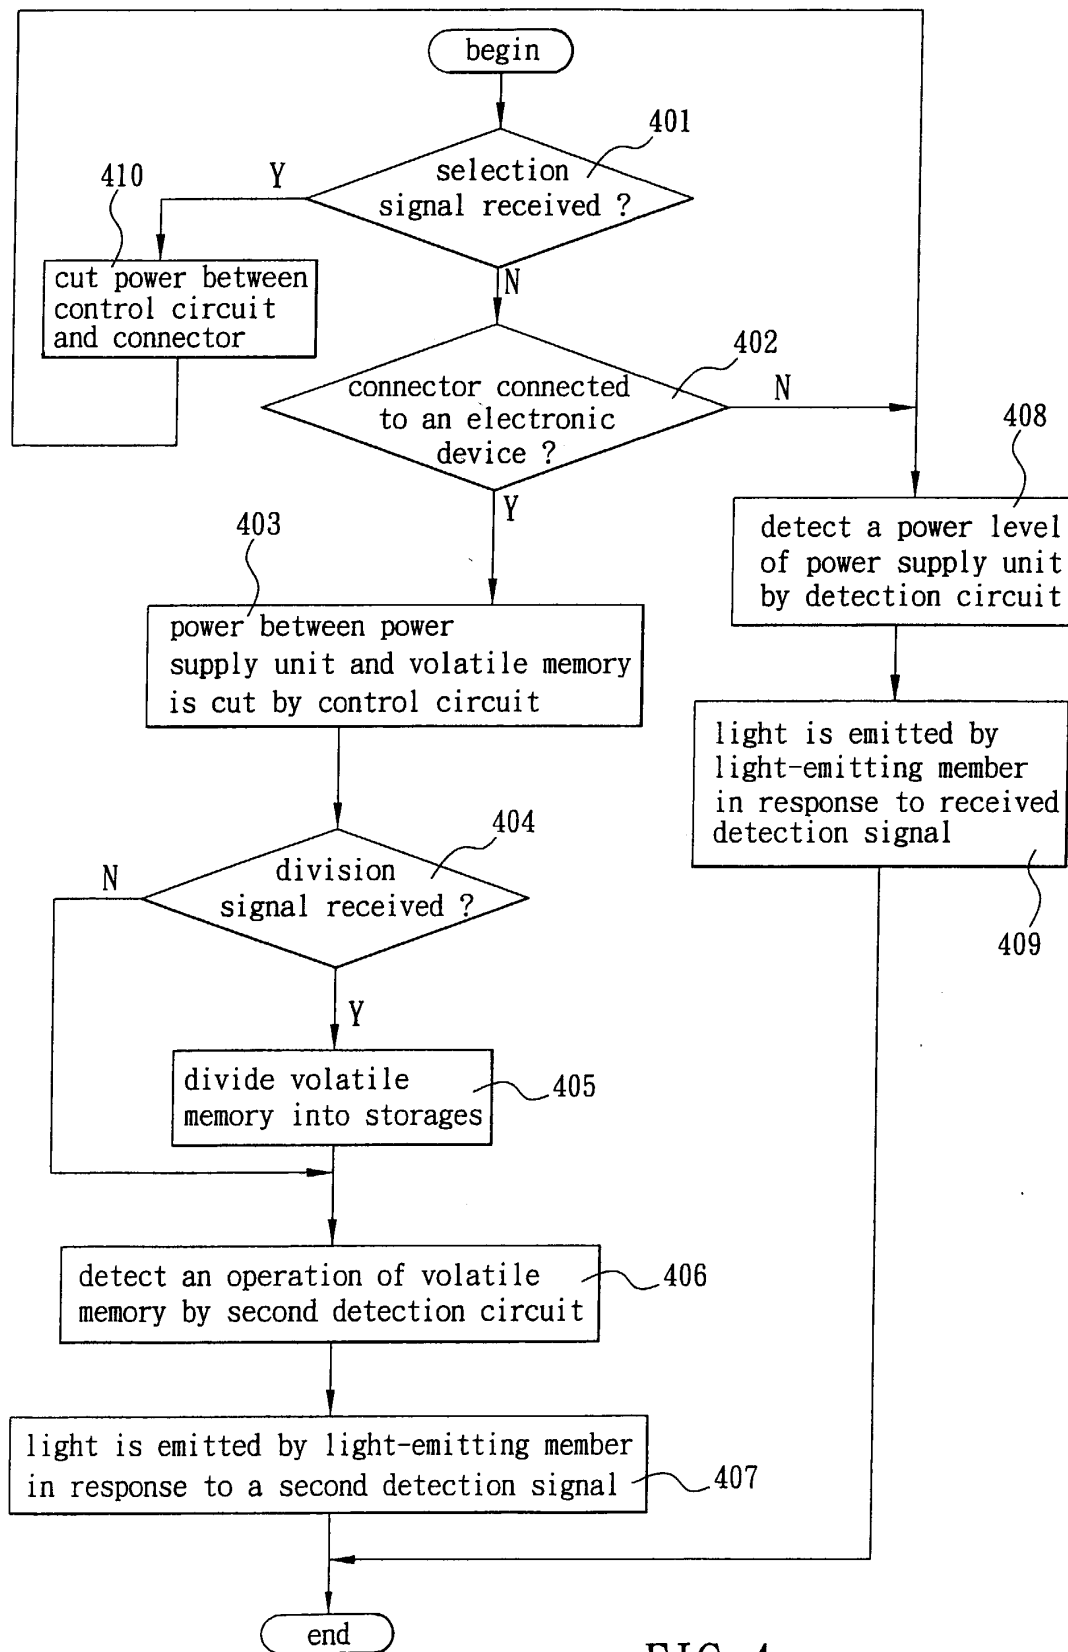 begin
401
selection
signal received ?
Y
410
cut power between
control circuit
and connector
N
402
connector connected
to an electronic
device ?
N
Y
408
detect a power level
of power supply unit
by detection circuit
403
power between power
supply unit and volatile memory
is cut by control circuit
light is emitted by
light-emitting member
in response to received
detection signal
409
404
division
signal received ?
N
Y
divide volatile
memory into storages
405
detect an operation of volatile
memory by second detection circuit
406
light is emitted by light-emitting member
in response to a second detection signal
407
end
FIG 4